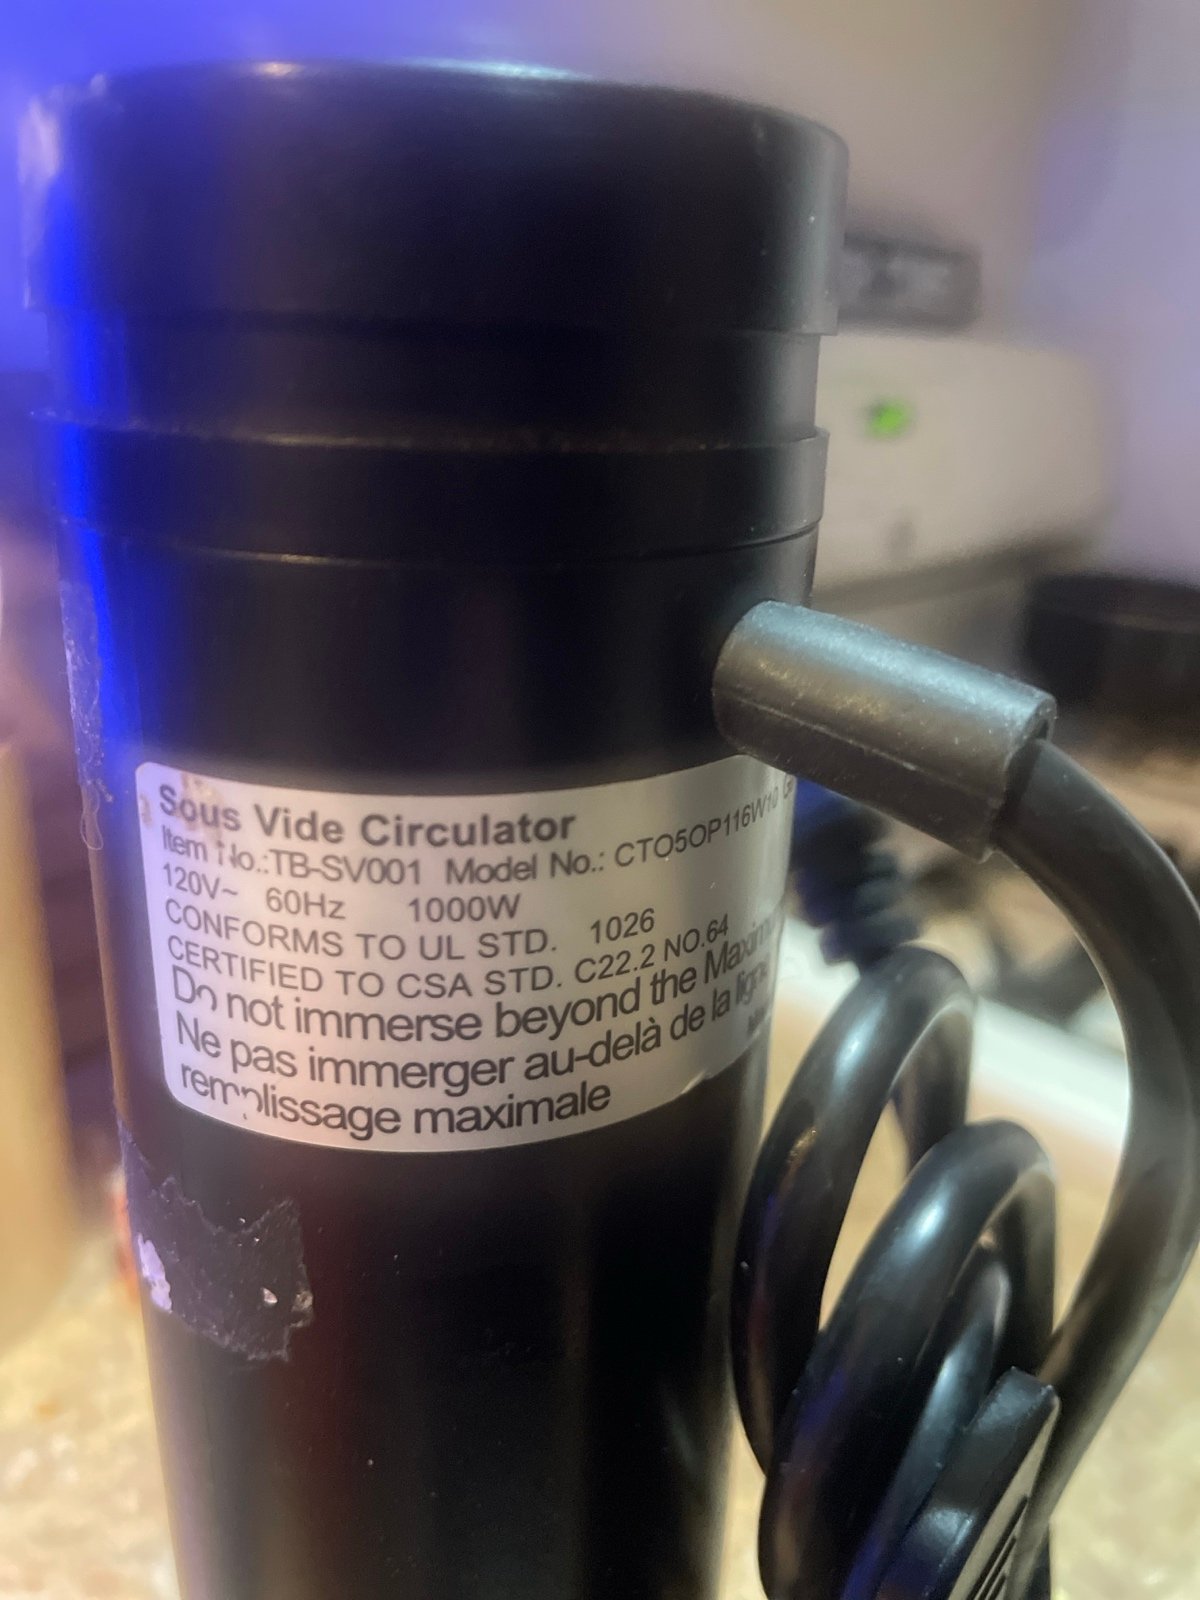 Sous Vide Circulator
Item No.:TB-SV001 Model No.: CTO5OP116W10
120V~ 60Hz 1000W
CONFORMS TO UL STD. 1026
CERTIFIED TO CSA STD. C22.2 NO.64
Do not immerse beyond the
Ne pas immerger au-delà de la ligne
remplissage maximale